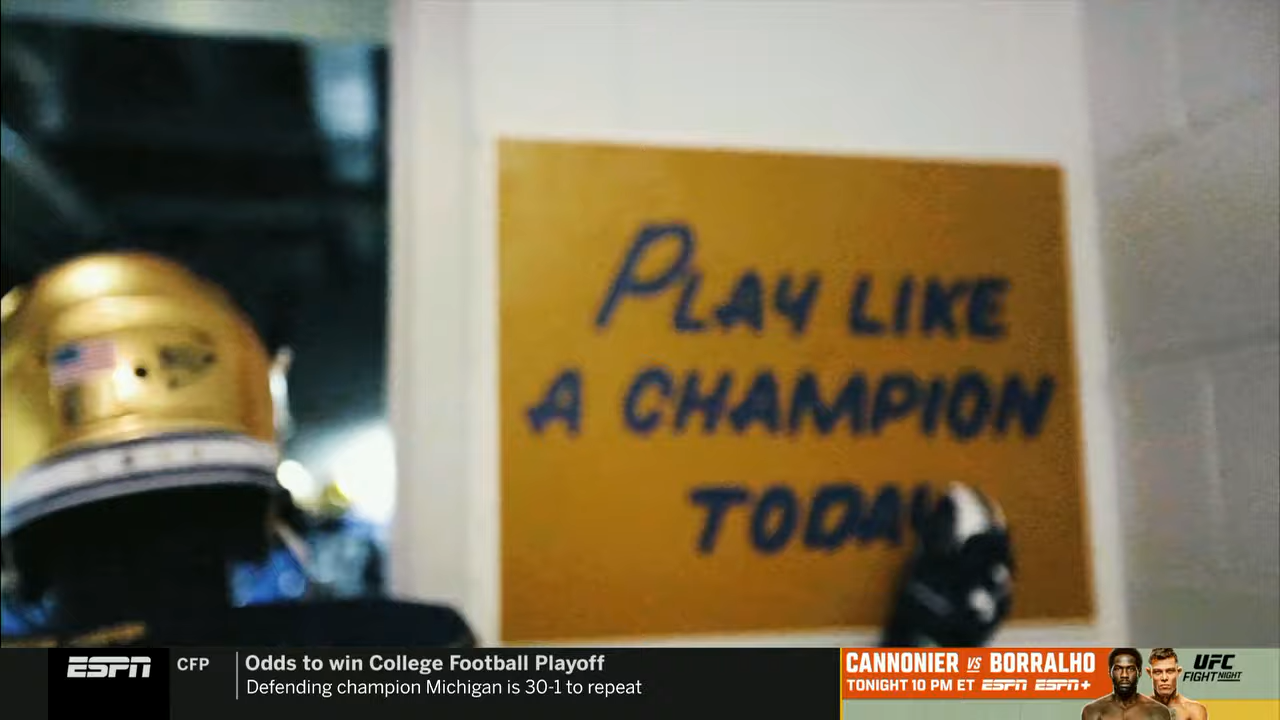 PLAY LIKE
A CHAMPION
TODAY
ESPN
CFP
Odds to win College Football Playoff
Defending champion Michigan is 30-1 to repeat
CANNONIER VS BORRALHO
TONIGHT 10 PM ET ESPN ESPN+
UFC
FIGHT NIGHT